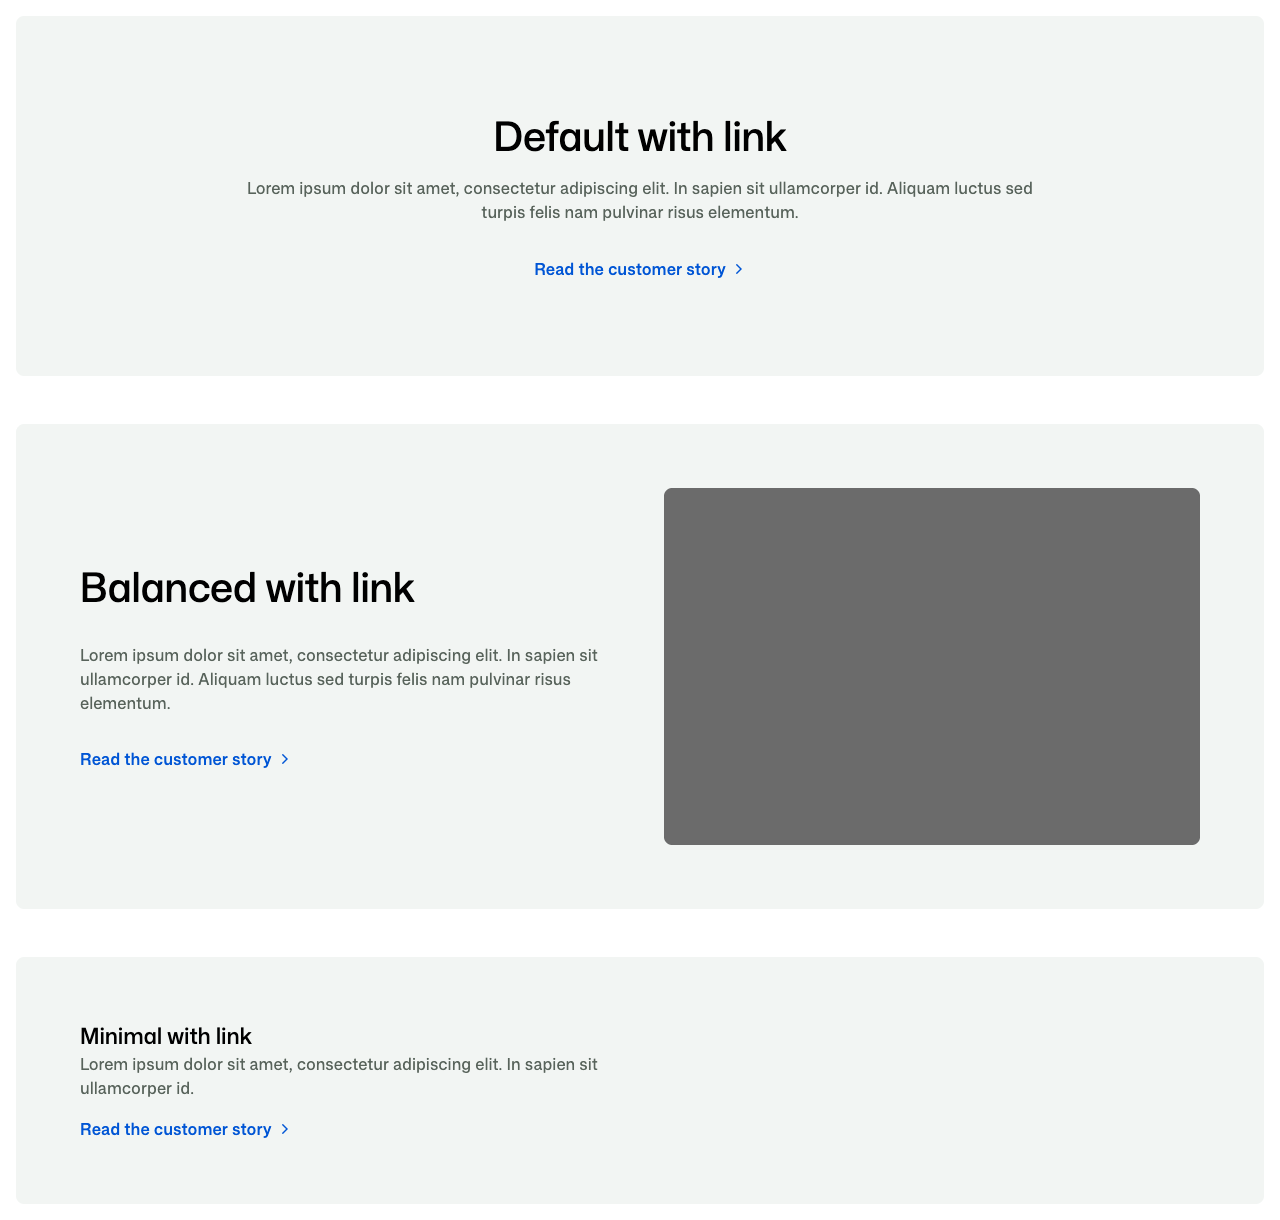 Default with link
Lorem ipsum dolor sit amet, consectetur adipiscing elit. In sapien sit ullamcorper id. Aliquam luctus sed
turpis felis nam pulvinar risus elementum.
Read the customer story
Balanced with link
Lorem ipsum dolor sit amet, consectetur adipiscing elit. In sapien sit
ullamcorper id. Aliquam luctus sed turpis felis nam pulvinar risus
elementum.
Read the customer story
Minimal with link
Lorem ipsum dolor sit amet, consectetur adipiscing elit. In sapien sit
ullamcorper id.
Read the customer story